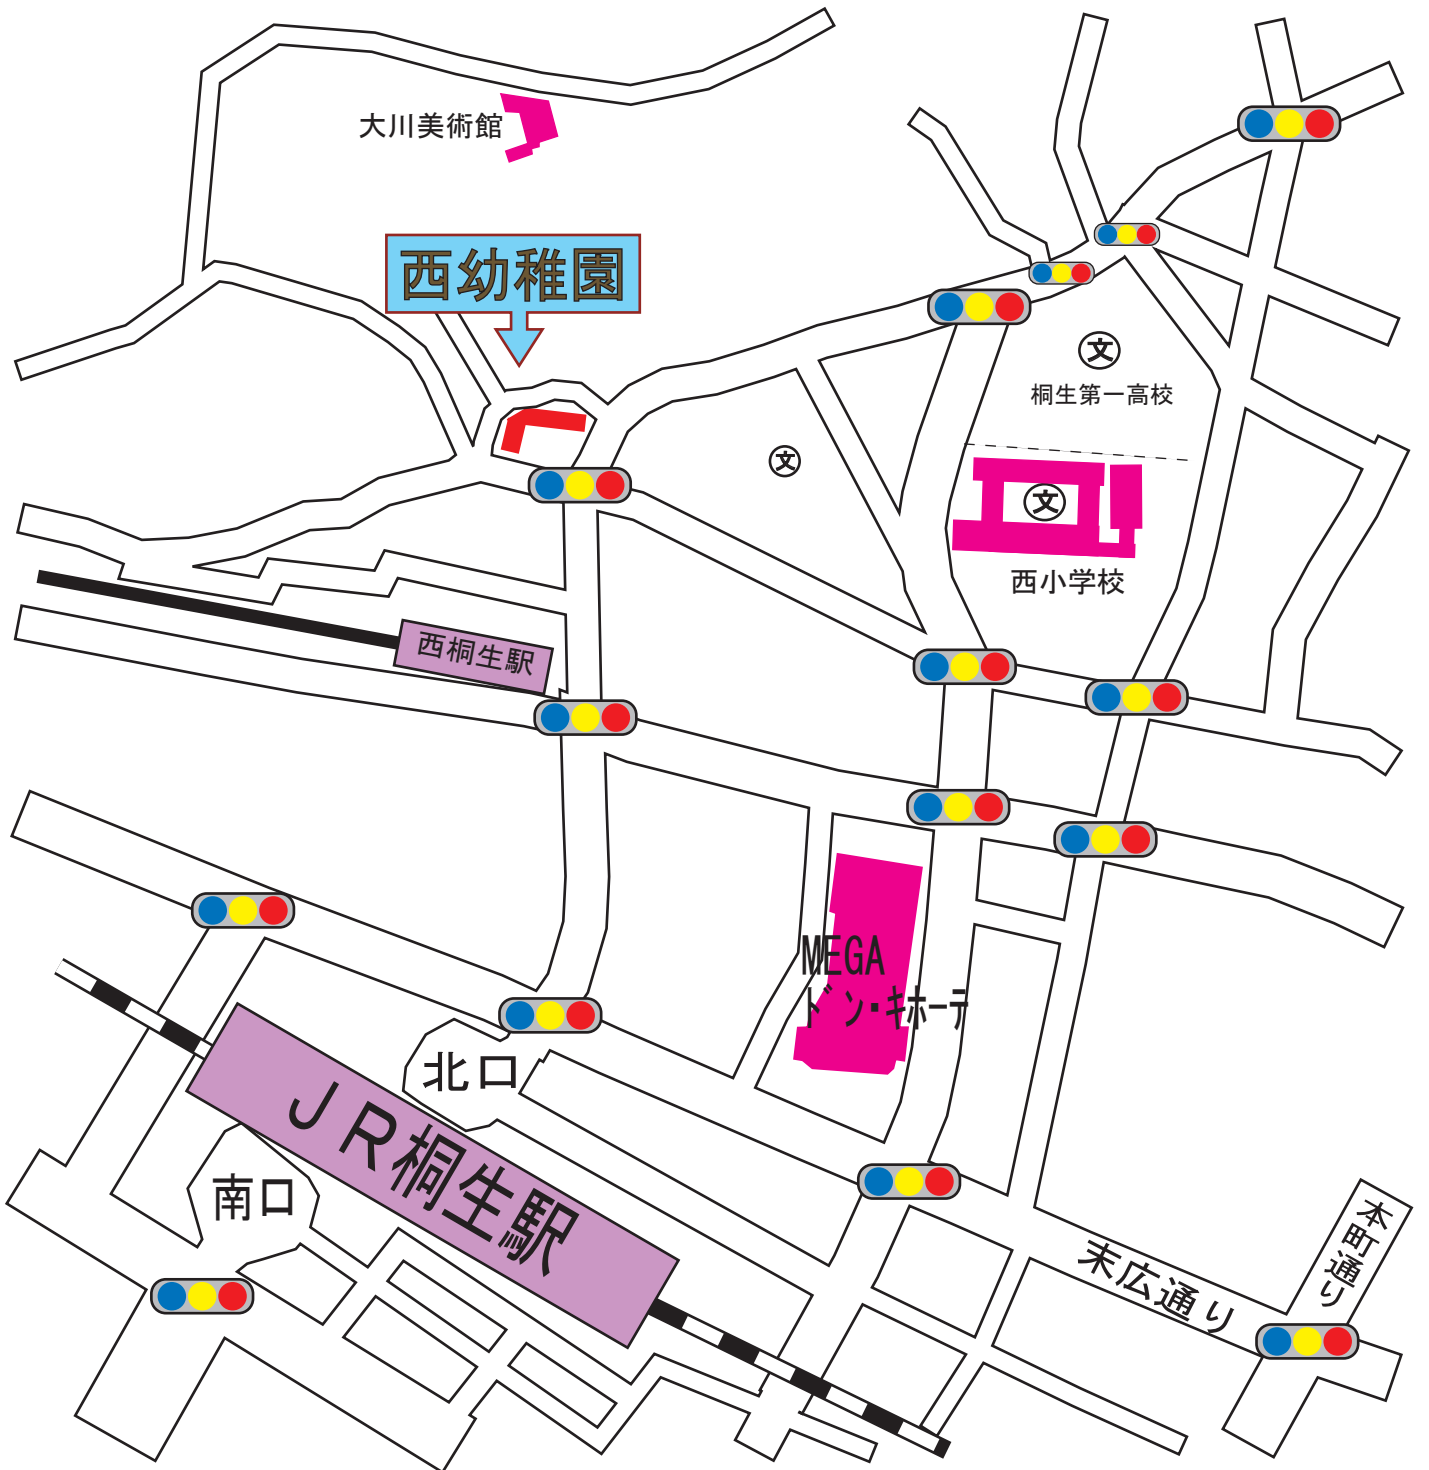 大川美術館
西幼稚園
文
桐生第一高校
文
文
西小学校
西桐生駅
MEGA
ドン・キホーテ
北口
JR桐生駅
南口
本町通り
末広通り